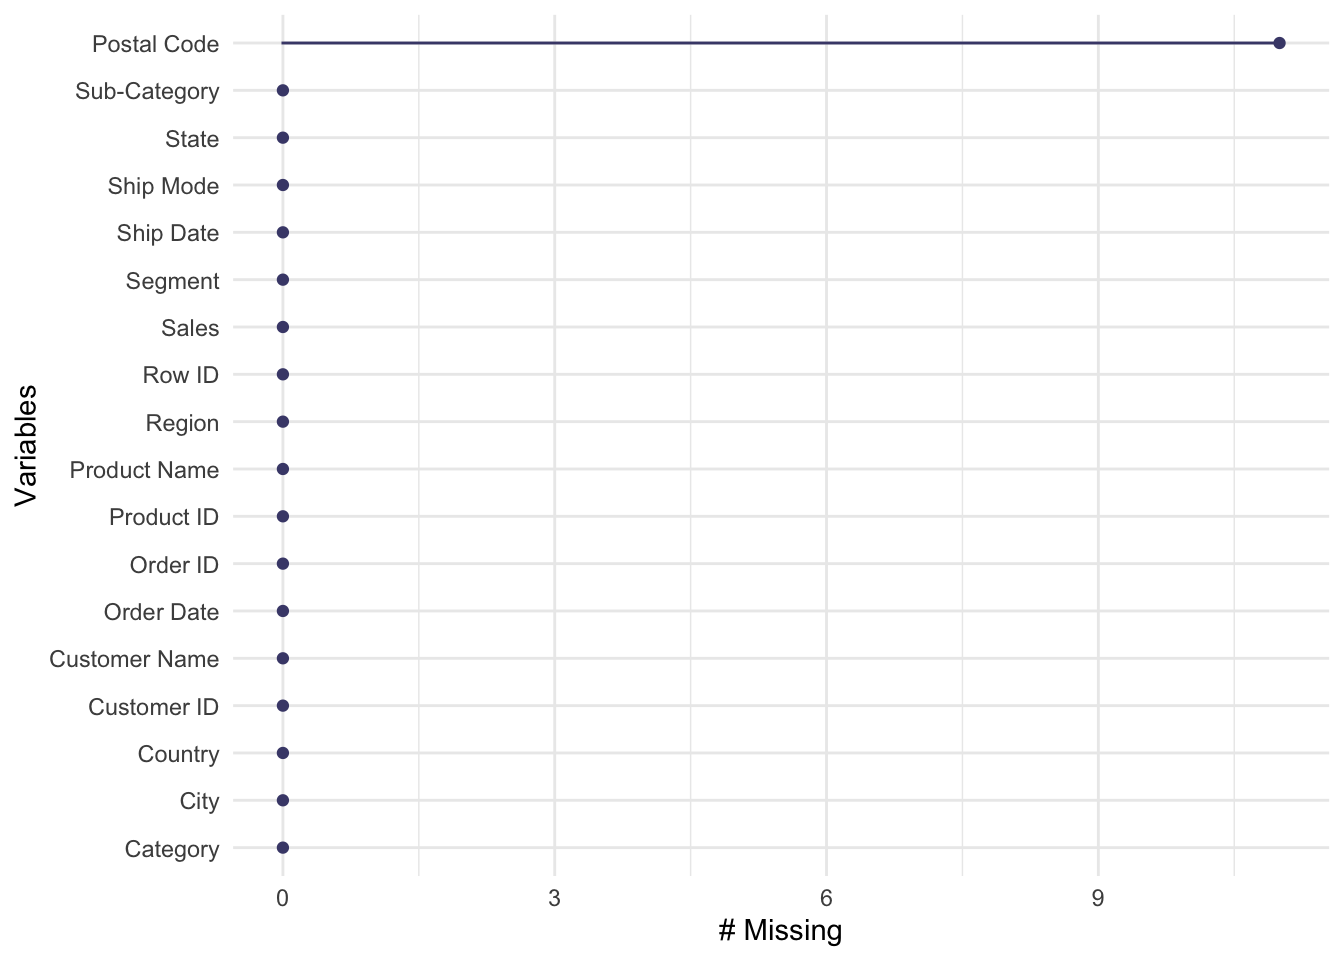 Postal Code
Sub-Category
State
Ship Mode
Ship Date
Segment
Sales
Row ID
Region
Product Name
Product ID
Order ID
Order Date
Customer Name
Customer ID
Country
City
Category
Variables
0 3 6 9
# Missing